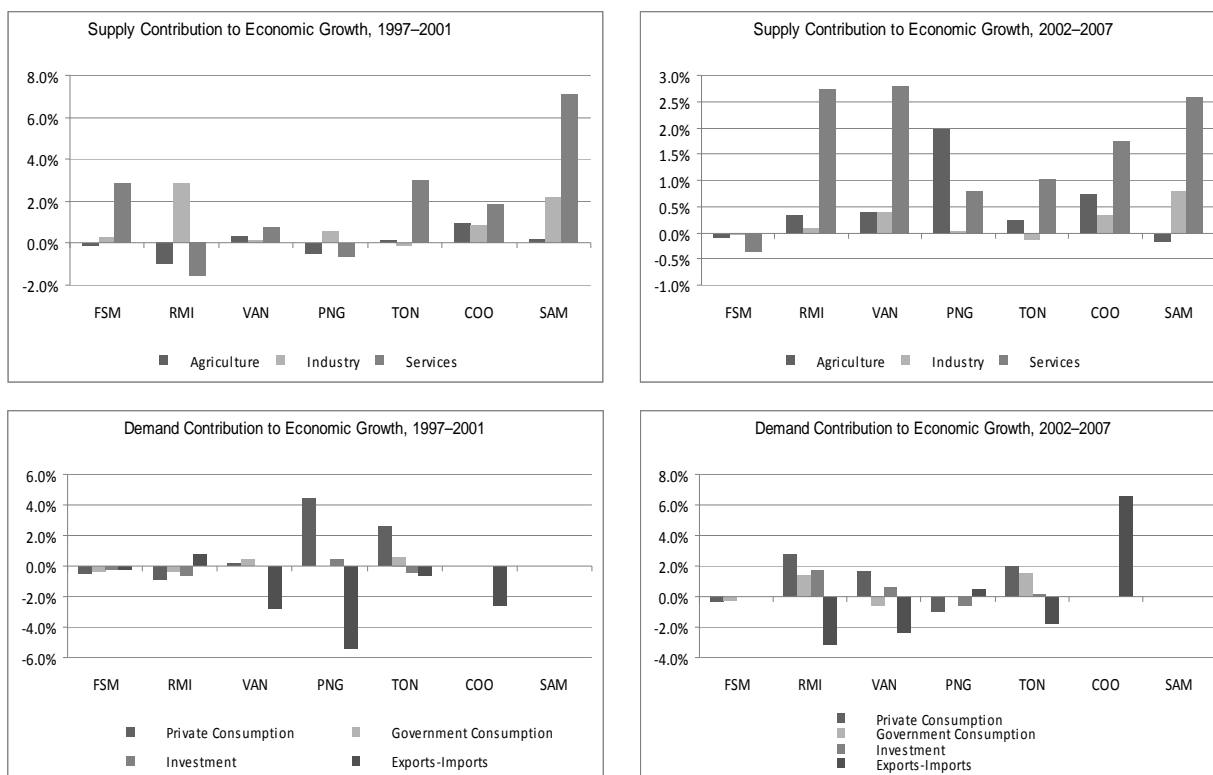 Supply Contribution to Economic Growth, 1997–2001
8.0%
6.0%
4.0%
2.0%
0.0%
-2.0%
FSM RMI VAN PNG TON COO SAM
Agriculture Industry Services
Supply Contribution to Economic Growth, 2002–2007
3.0%
2.5%
2.0%
1.5%
1.0%
0.5%
0.0%
-0.5%
-1.0%
FSM RMI VAN PNG TON COO SAM
Agriculture Industry Services
Demand Contribution to Economic Growth, 1997–2001
6.0%
4.0%
2.0%
0.0%
-2.0%
-4.0%
-6.0%
FSM RMI VAN PNG TON COO SAM
Private Consumption Government Consumption
Investment Exports-Imports
Demand Contribution to Economic Growth, 2002–2007
8.0%
6.0%
4.0%
2.0%
0.0%
-2.0%
-4.0%
FSM RMI VAN PNG TON COO SAM
Private Consumption
Government Consumption
Investment
Exports-Imports